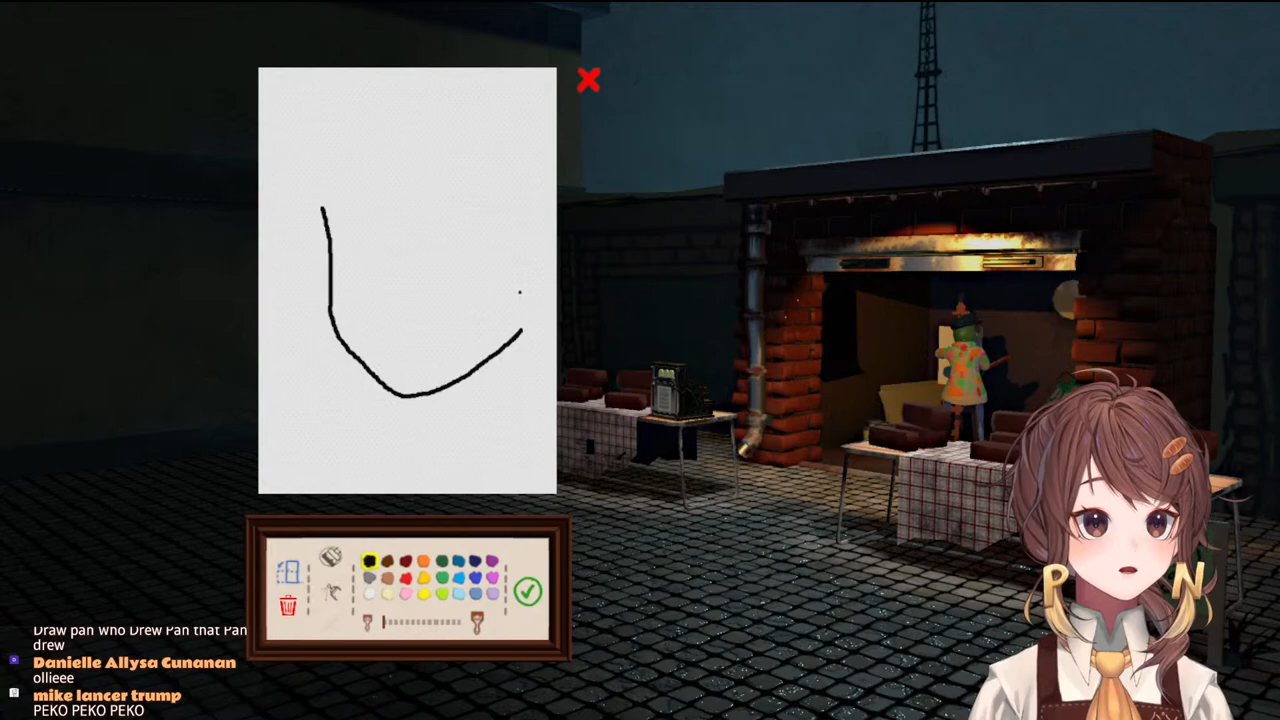 Draw pan who Drew Pan that Pan
drew
Danielle Allysa Cunanan
ollieee
mike lancer trump
PEKO PEKO PEKO
P N